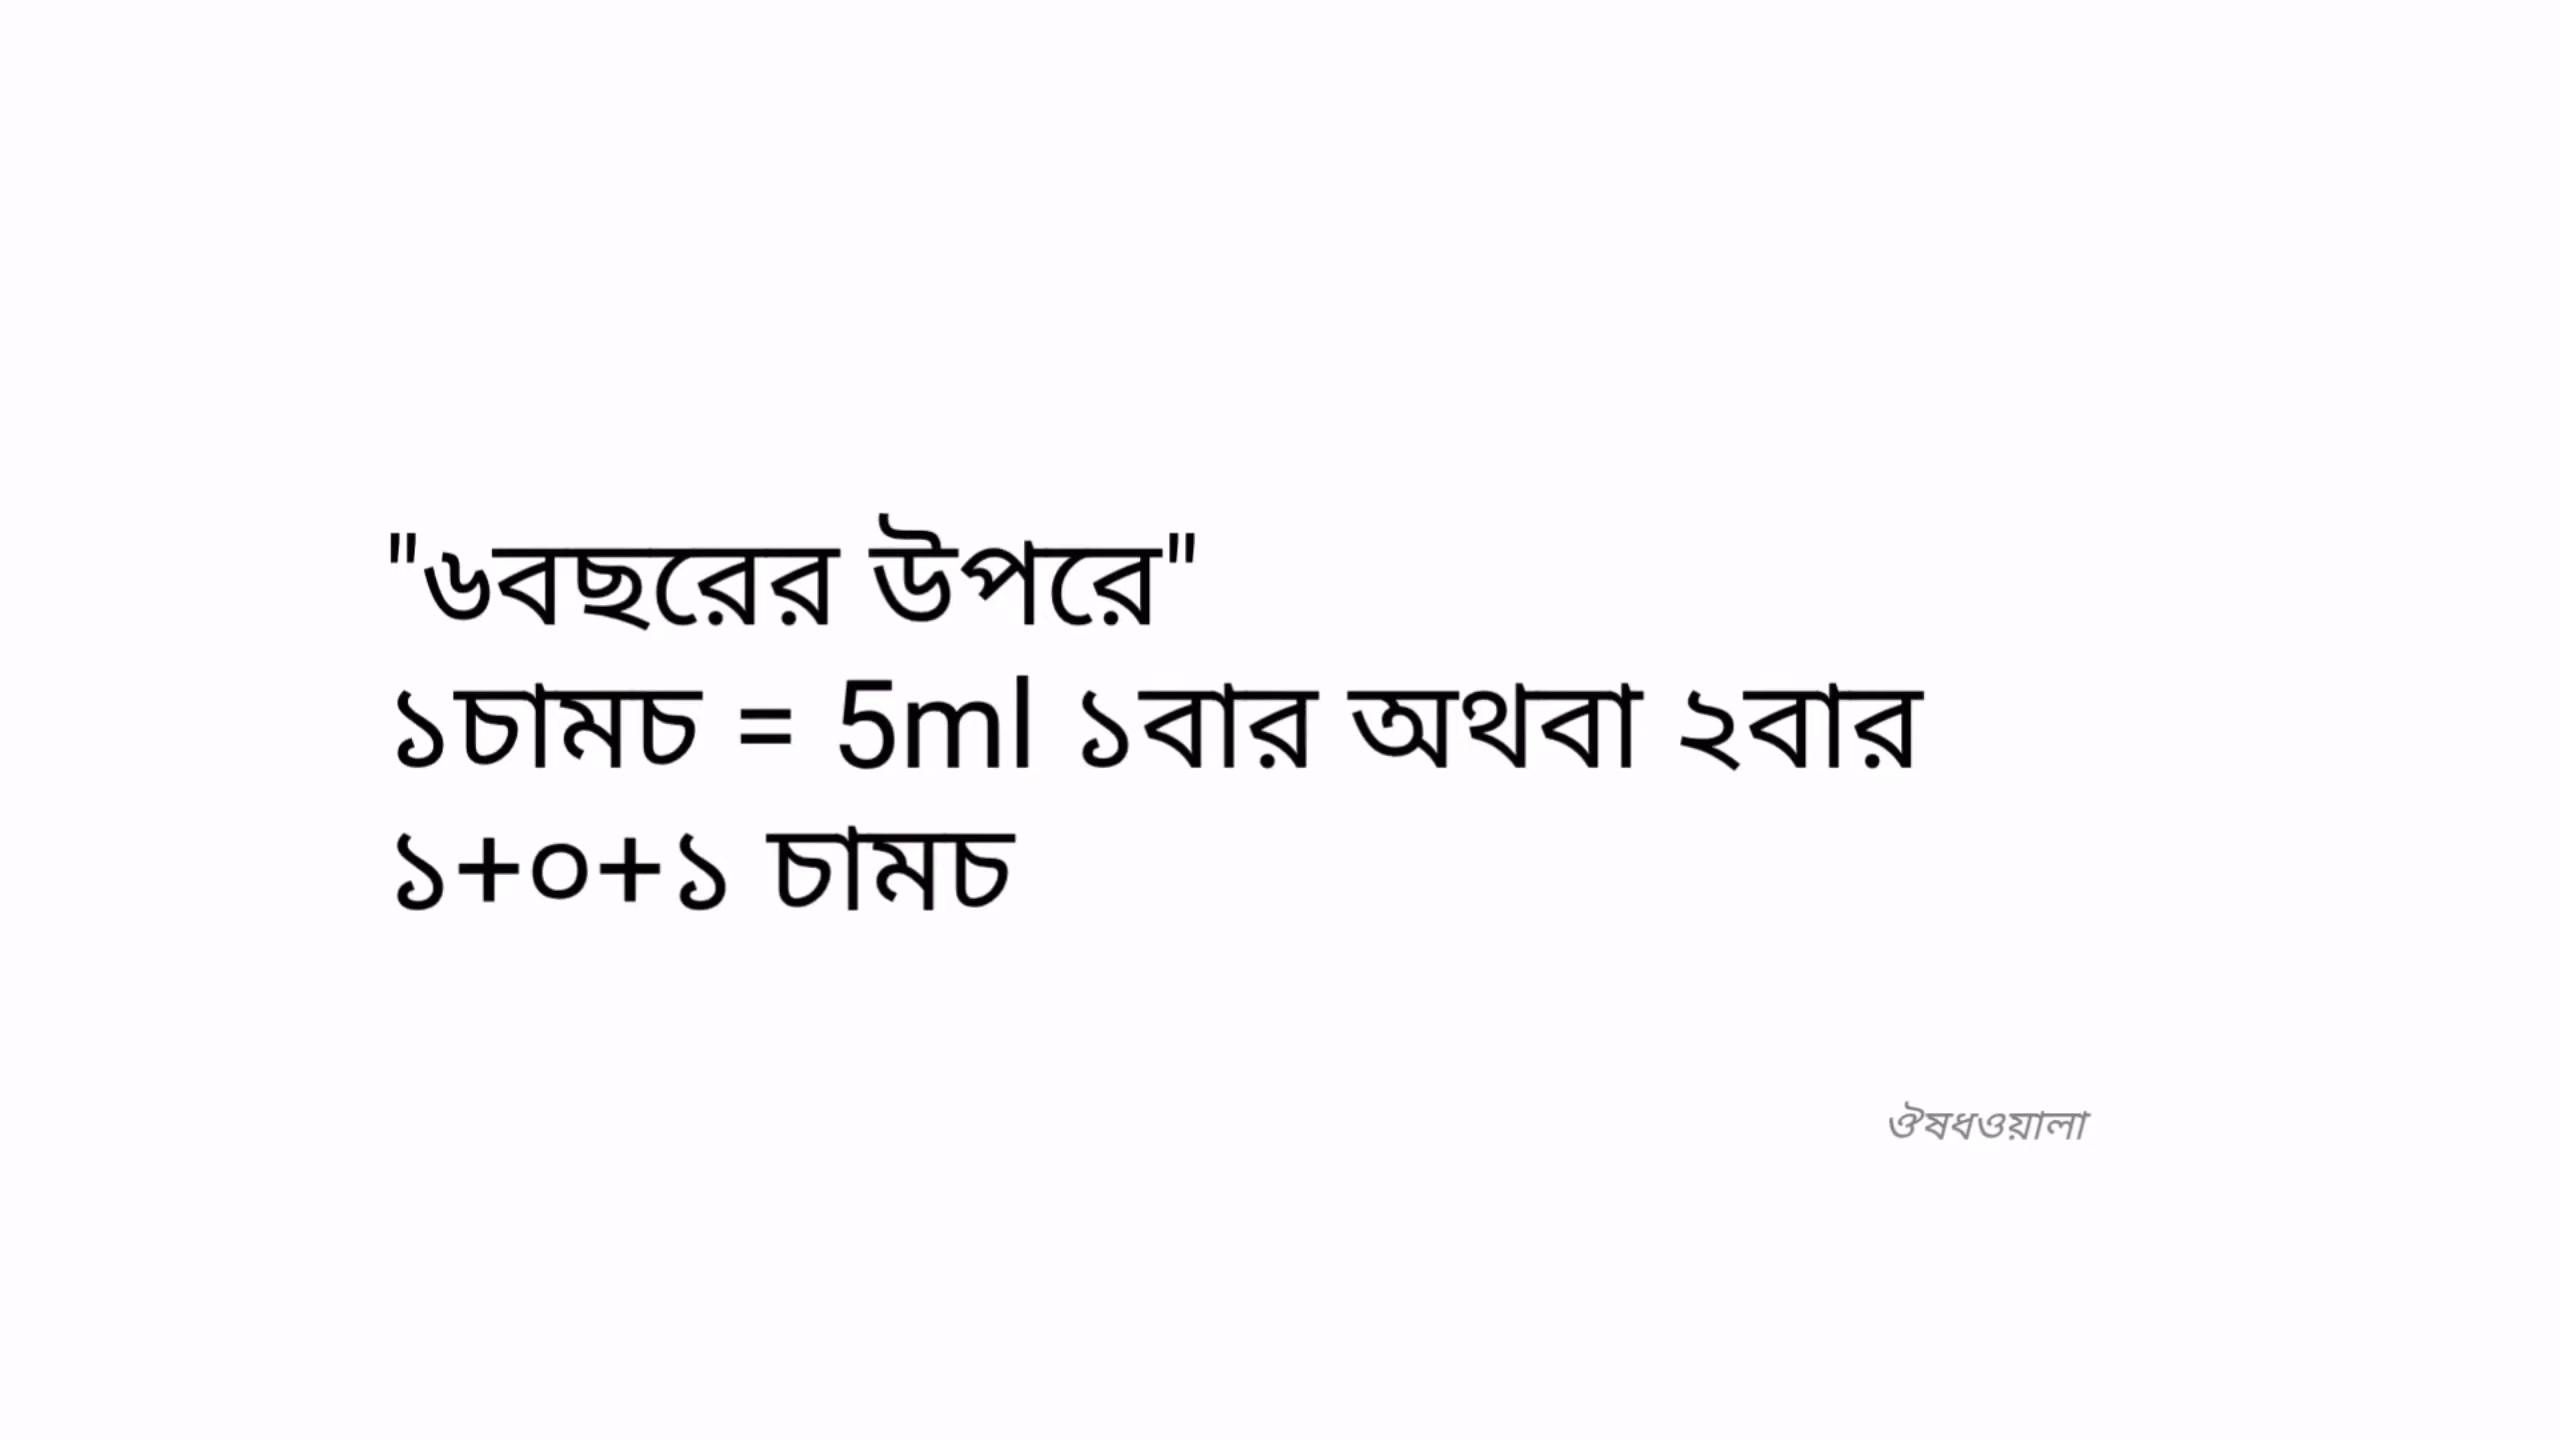 "৬বছরের উপরে"
১চামচ = 5ml ১বার অথবা ২বার
১+০+১ চামচ
ঔষধওয়ালা